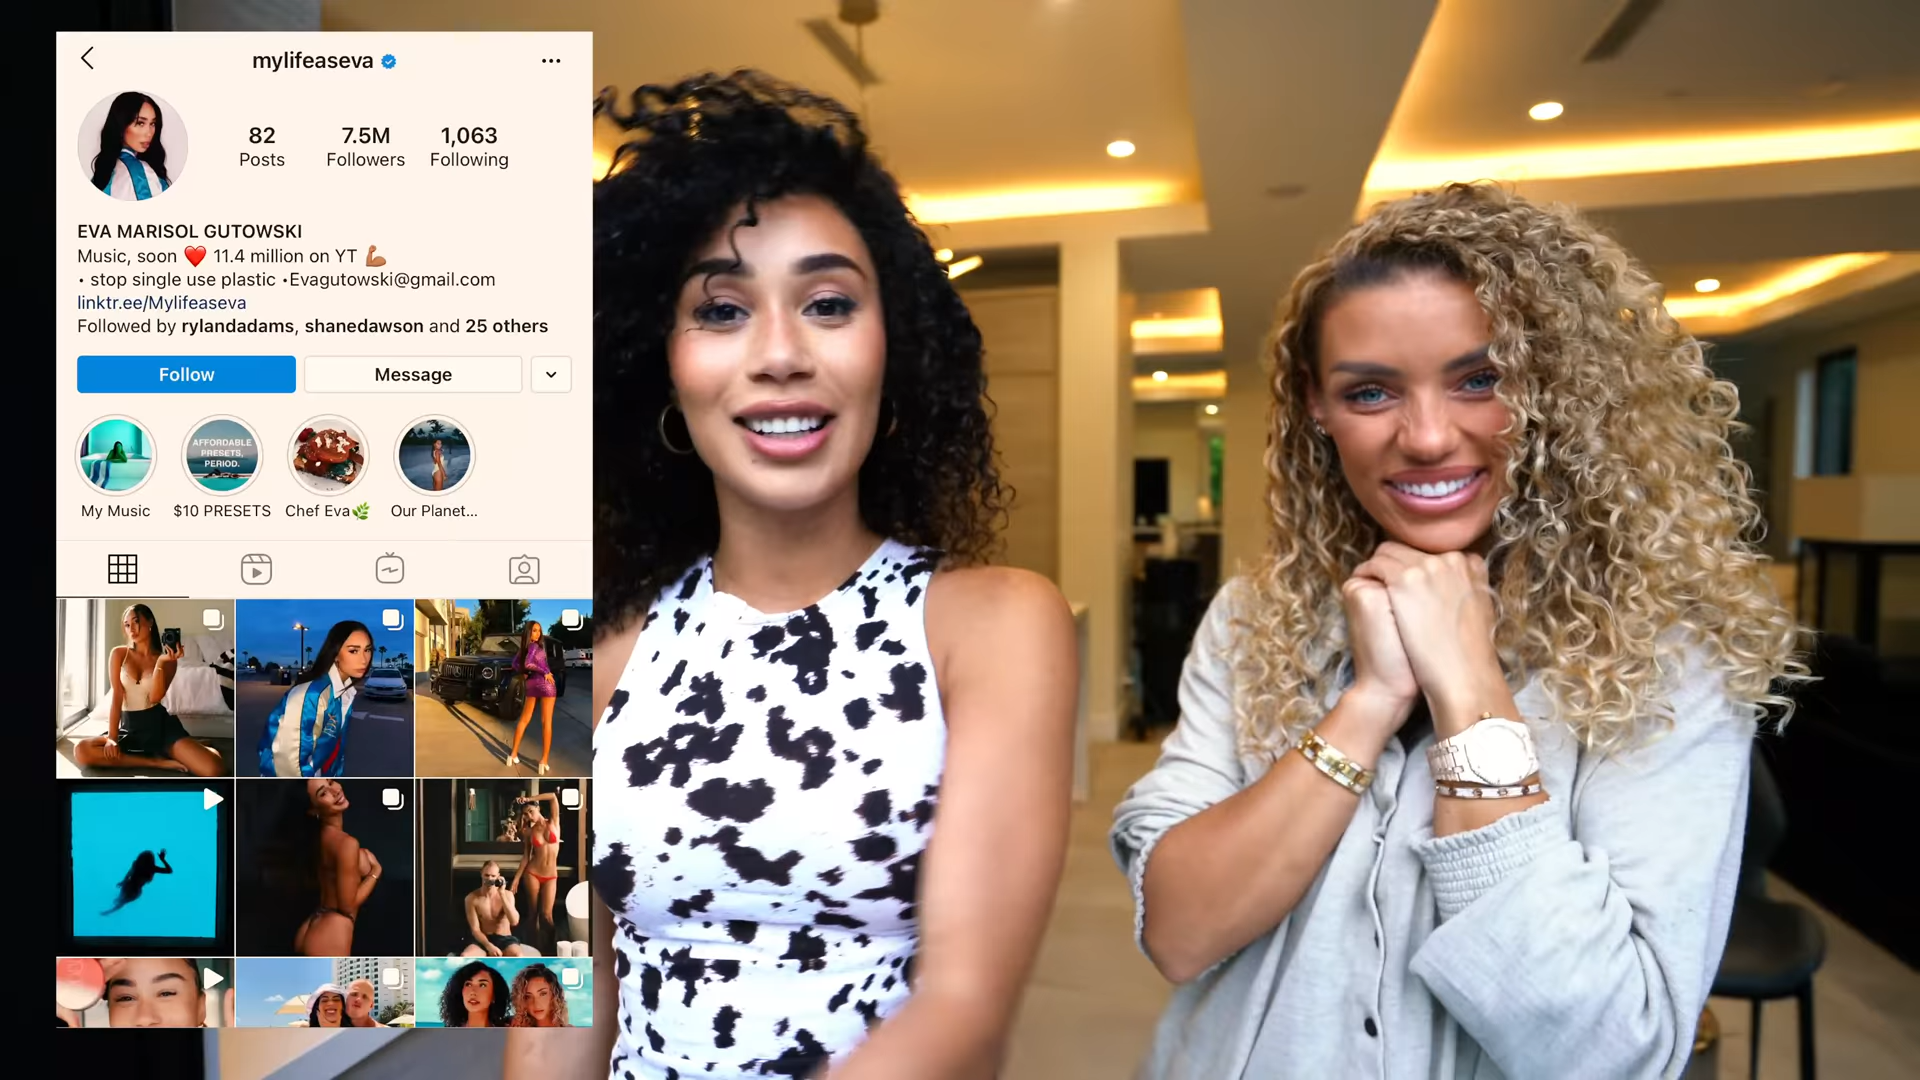 mylifeaseva
82
7.5M
1,063
Posts
Followers
Following
EVA MARISOL GUTOWSKI
Music, soon ❤️ 11.4 million on YT 💪🏽
• stop single use plastic •Evagutowski@gmail.com
linktr.ee/Mylifeaseva
Followed by rylandadams, shanedawson and 25 others
Follow
Message
AFFORDABLE
PRESETS,
PERIOD.
My Music
$10 PRESETS
Chef Eva🌿
Our Planet...